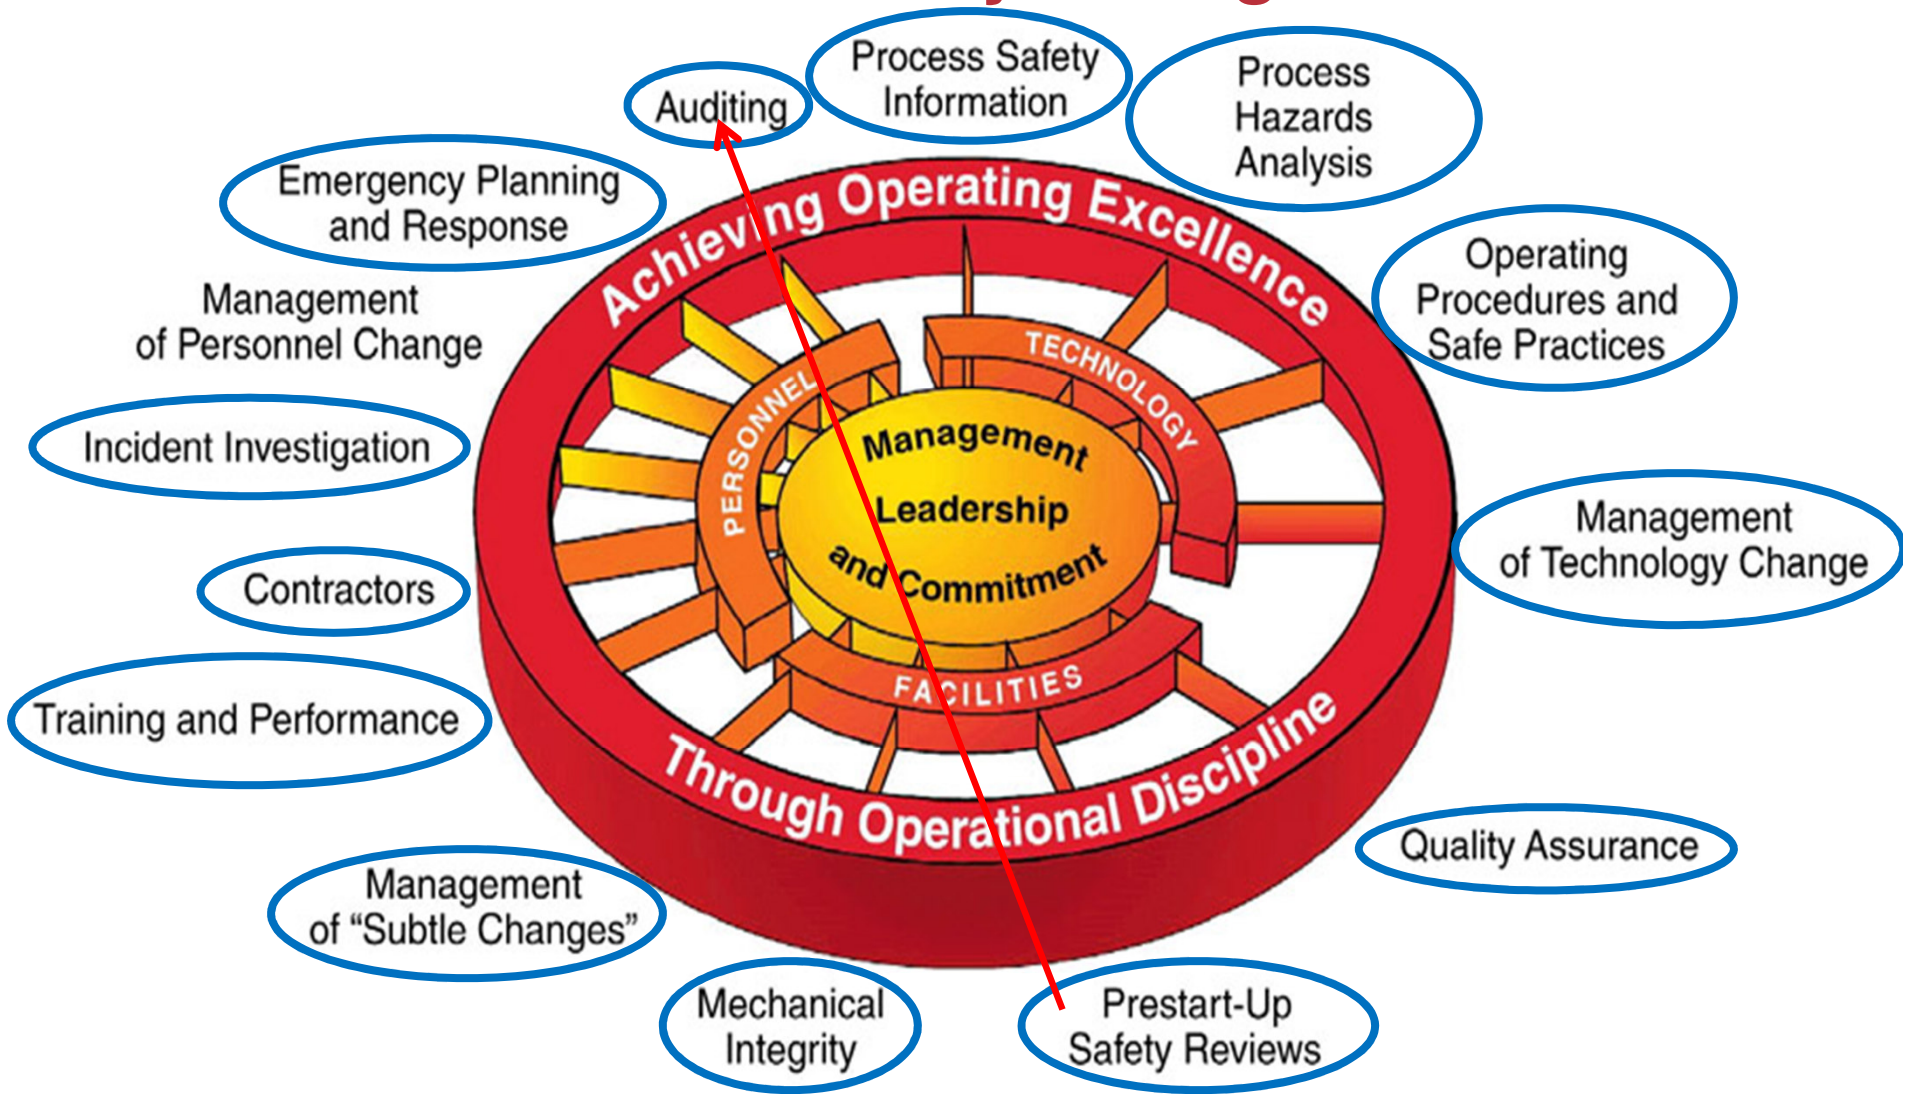 Process Safety
Information
Process
Hazards
Analysis
Auditing
Emergency Planning
and Response
Operating
Procedures and
Safe Practices
Management
of Personnel Change
Incident Investigation
Contractors
Training and Performance
Management
of Technology Change
Quality Assurance
Management
of “Subtle Changes”
Mechanical
Integrity
Prestart-Up
Safety Reviews
Achieving Operating Excellence
Through Operational Discipline
PERSONNEL
TECHNOLOGY
FACILITIES
Management
Leadership
and Commitment